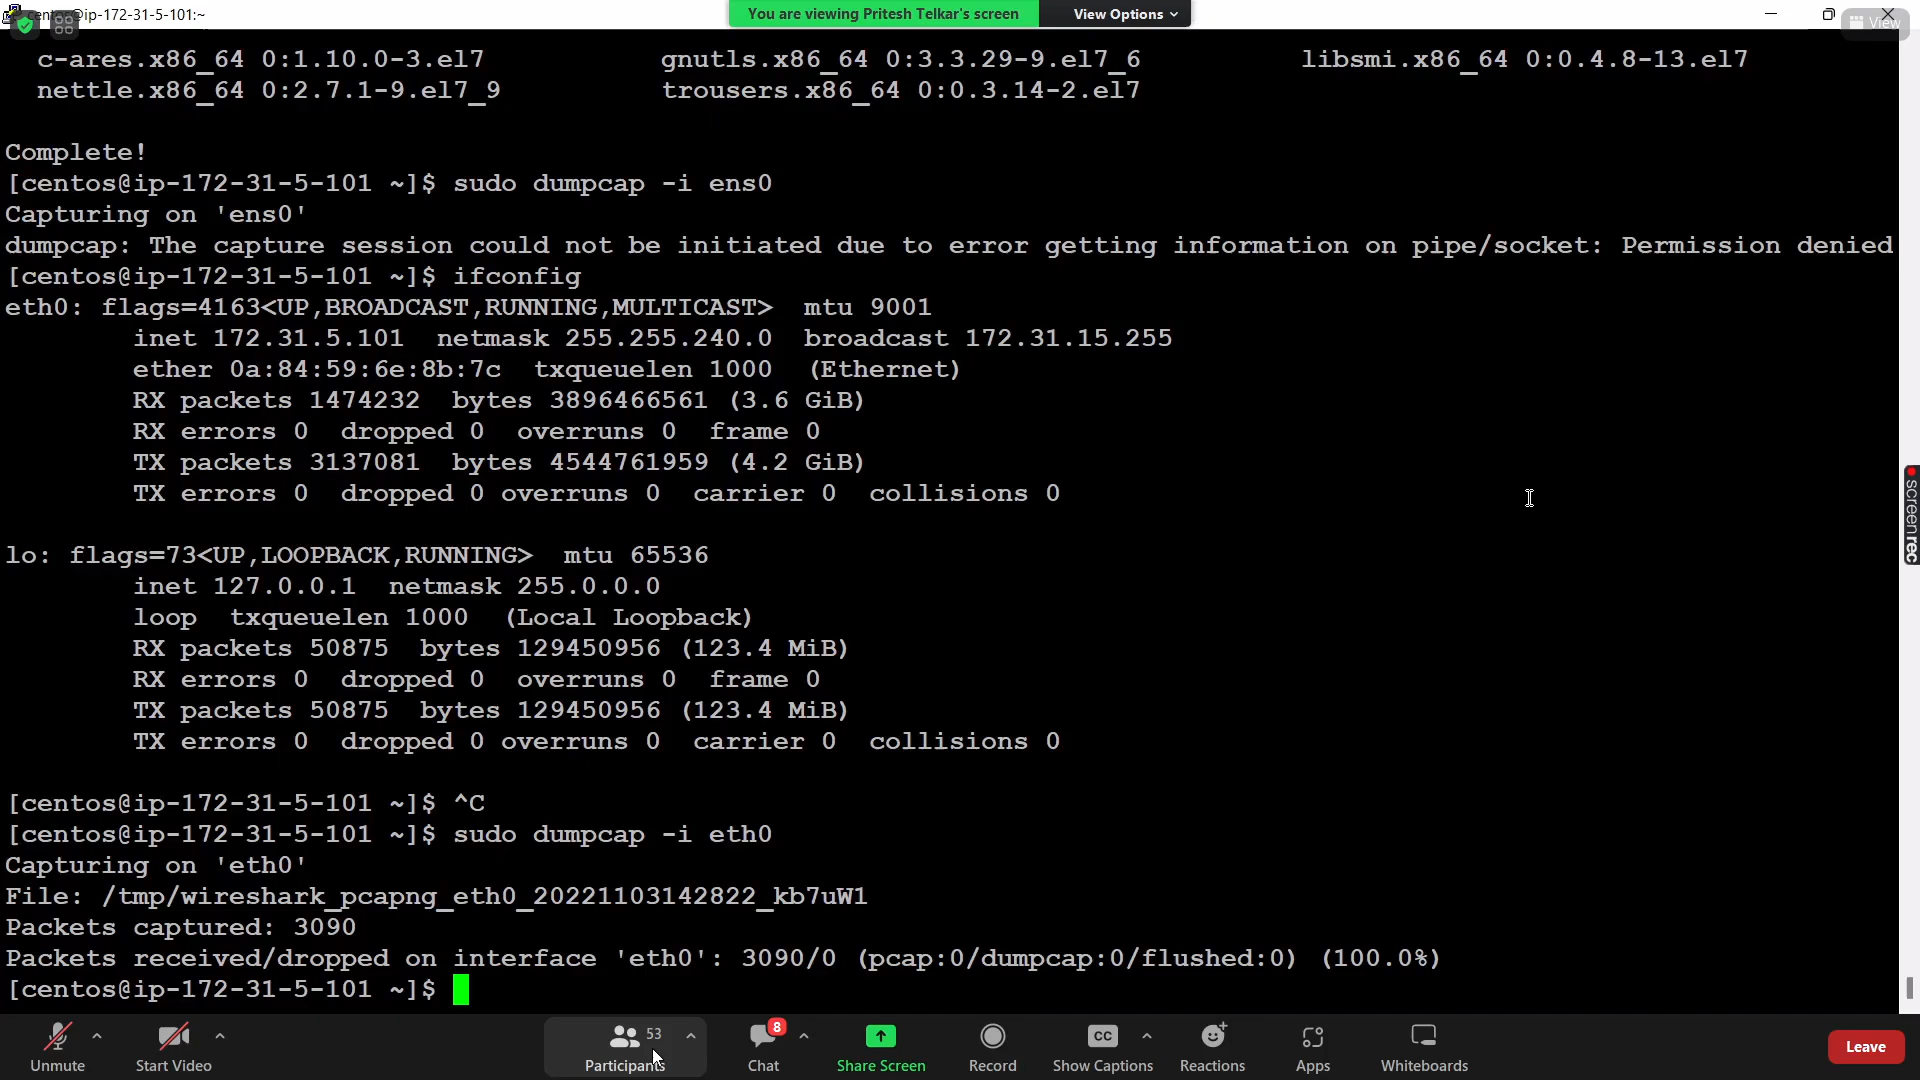 centos@ip-172-31-5-101:~
You are viewing Pritesh Telkar's screen
View Options
View
c-ares.x86_64 0:1.10.0-3.el7 gnutls.x86_64 0:3.3.29-9.el7_6 libsmi.x86_64 0:0.4.8-13.el7
nettle.x86_64 0:2.7.1-9.el7_9 trousers.x86_64 0:0.3.14-2.el7
Complete!
[centos@ip-172-31-5-101 ~]$ sudo dumpcap -i ens0
Capturing on 'ens0'
dumpcap: The capture session could not be initiated due to error getting information on pipe/socket: Permission denied
[centos@ip-172-31-5-101 ~]$ ifconfig
eth0: flags=4163<UP,BROADCAST,RUNNING,MULTICAST> mtu 9001
inet 172.31.5.101 netmask 255.255.240.0 broadcast 172.31.15.255
ether 0a:84:59:6e:8b:7c txqueuelen 1000 (Ethernet)
RX packets 1474232 bytes 3896466561 (3.6 GiB)
RX errors 0 dropped 0 overruns 0 frame 0
TX packets 3137081 bytes 4544761959 (4.2 GiB)
TX errors 0 dropped 0 overruns 0 carrier 0 collisions 0
lo: flags=73<UP,LOOPBACK,RUNNING> mtu 65536
inet 127.0.0.1 netmask 255.0.0.0
loop txqueuelen 1000 (Local Loopback)
RX packets 50875 bytes 129450956 (123.4 MiB)
RX errors 0 dropped 0 overruns 0 frame 0
TX packets 50875 bytes 129450956 (123.4 MiB)
TX errors 0 dropped 0 overruns 0 carrier 0 collisions 0
[centos@ip-172-31-5-101 ~]$ ^C
[centos@ip-172-31-5-101 ~]$ sudo dumpcap -i eth0
Capturing on 'eth0'
File: /tmp/wireshark_pcapng_eth0_20221103142822_kb7uW1
Packets captured: 3090
Packets received/dropped on interface 'eth0': 3090/0 (pcap:0/dumpcap:0/flushed:0) (100.0%)
[centos@ip-172-31-5-101 ~]$
screenrec
Unmute
Start Video
53
Participants
8
Chat
Share Screen
Record
CC
Show Captions
Reactions
Apps
Whiteboards
Leave